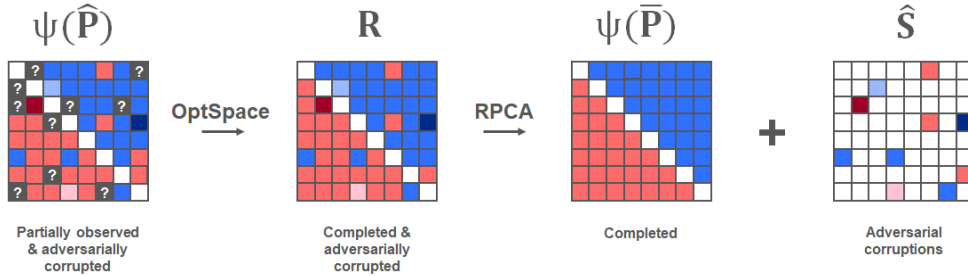 ψ(P̂) R ψ(P̄) Ŝ
? ?
?
? ? ?
OptSpace RPCA
?
+
?
? ?
Partially observed
& adversarially
corrupted
Completed &
adversarially
corrupted
Completed
Adversarial
corruptions